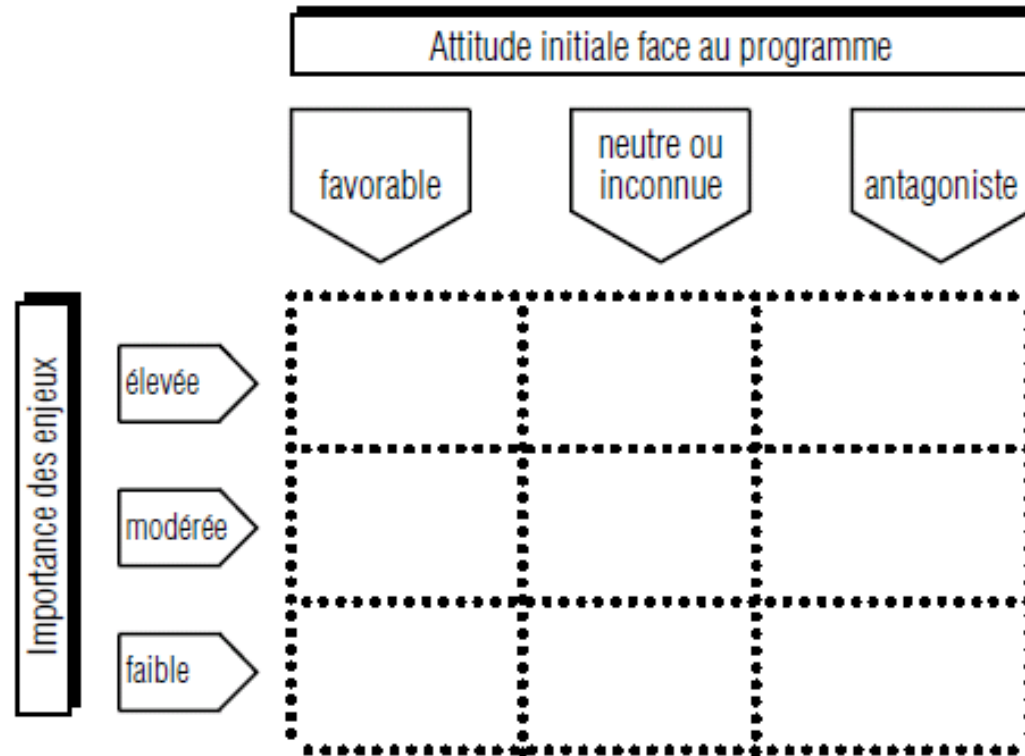 Attitude initiale face au programme
favorable
neutre ou
inconnue
antagoniste
Importance des enjeux
élevée
modérée
faible